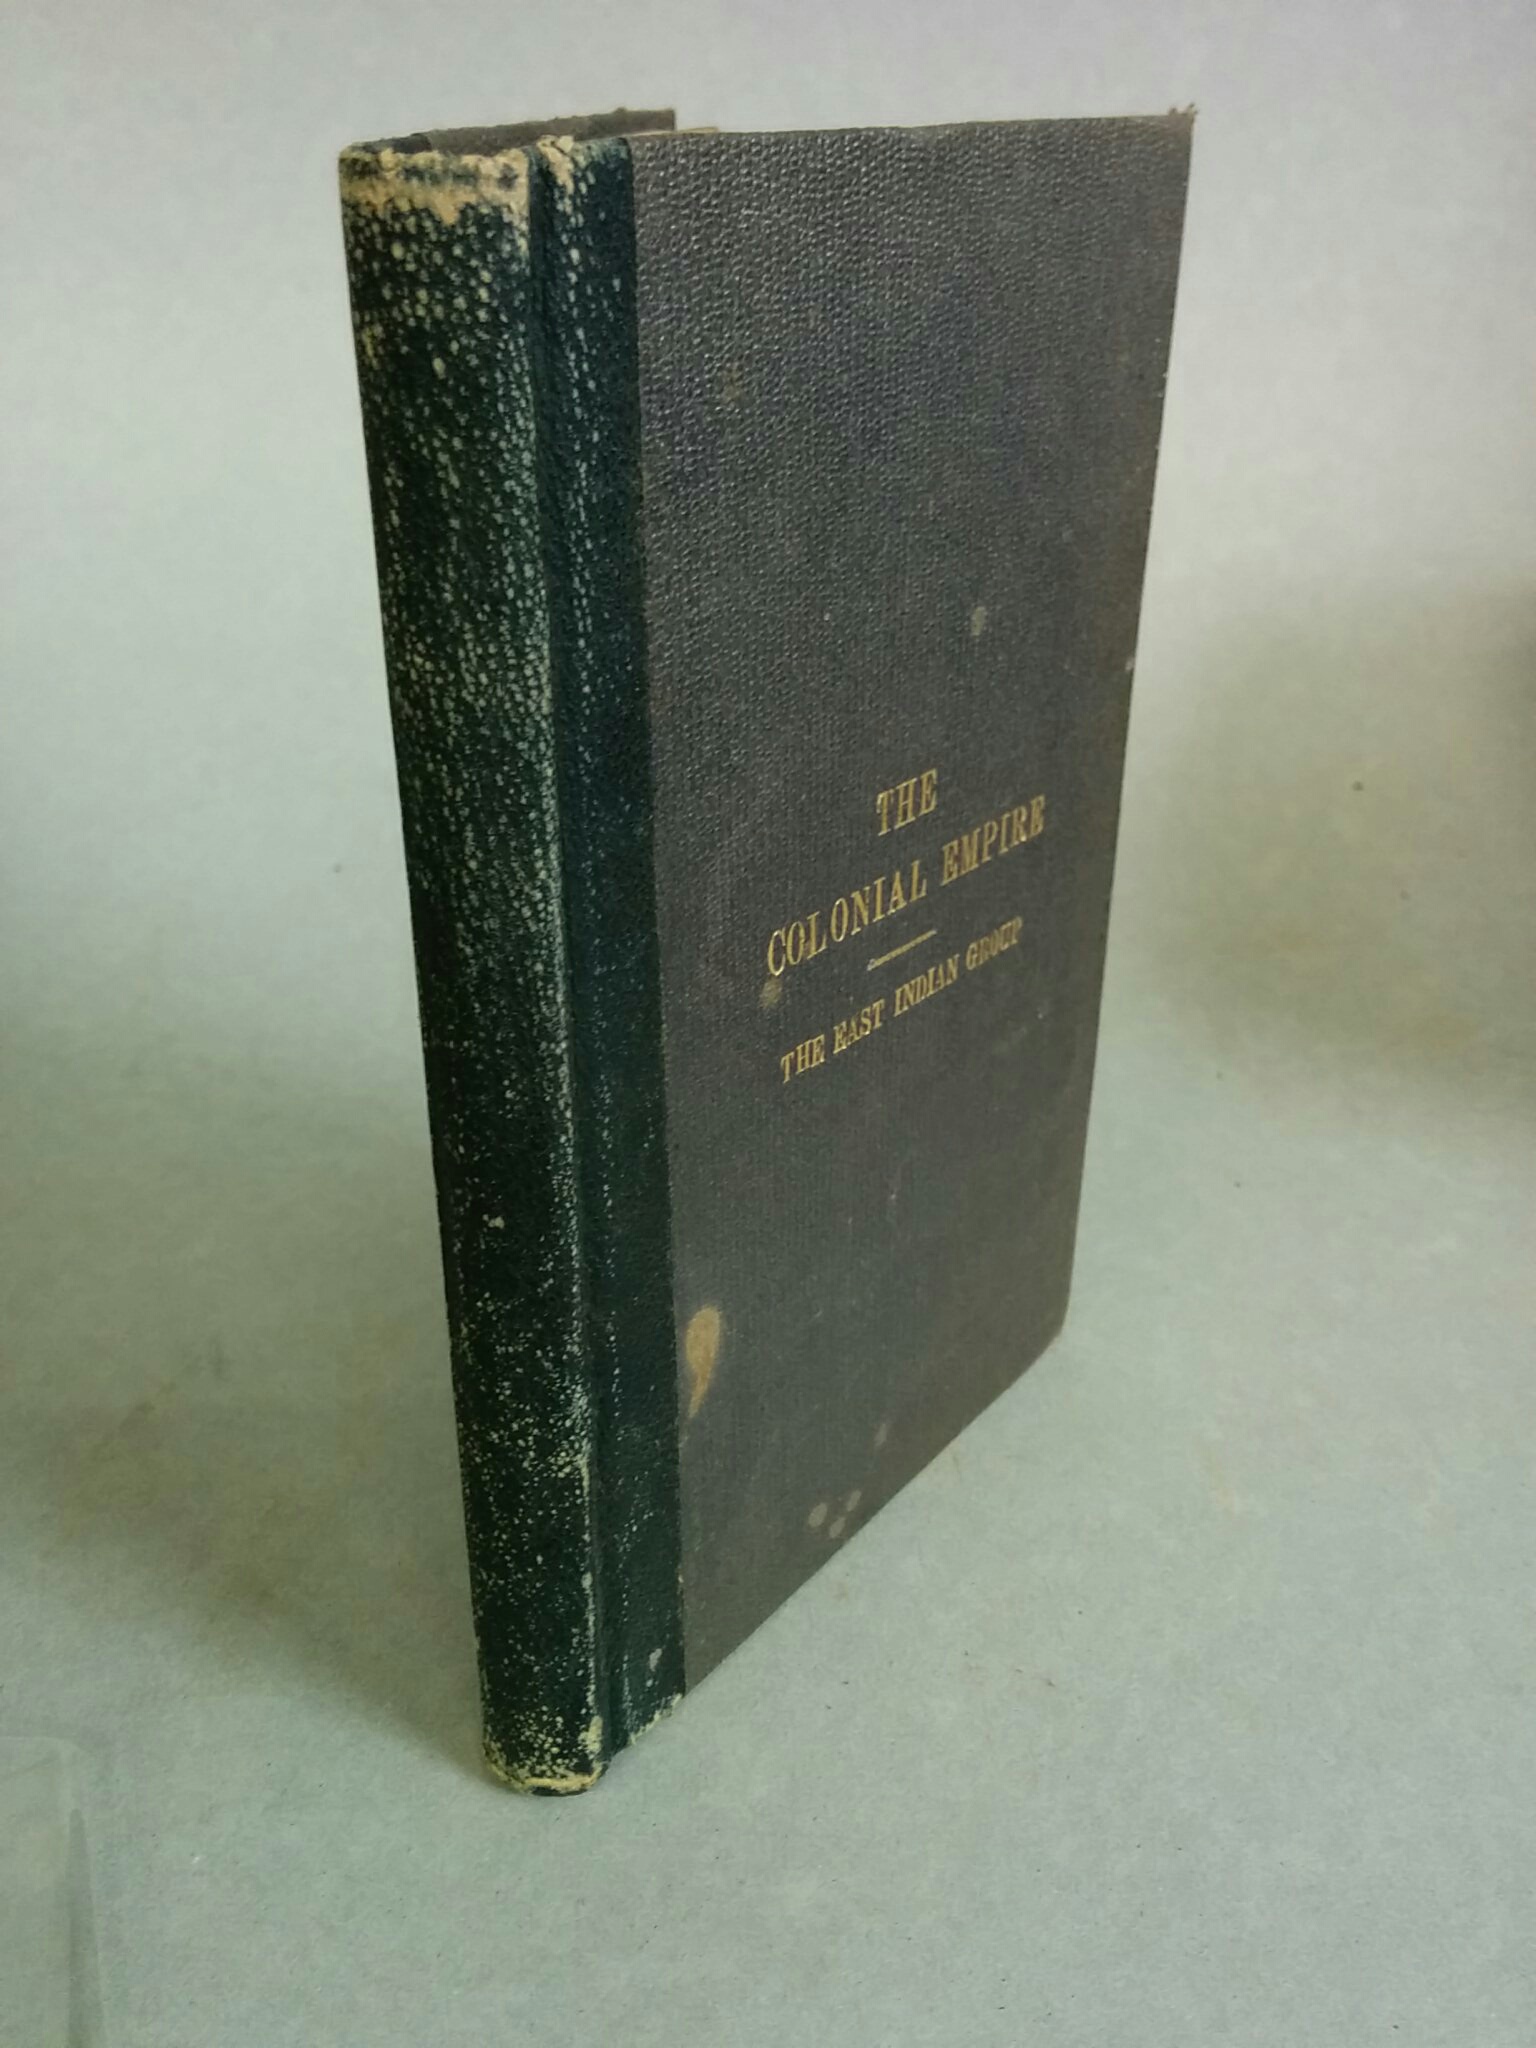 THE
COLONIAL EMPIRE
THE EAST INDIAN GROUP